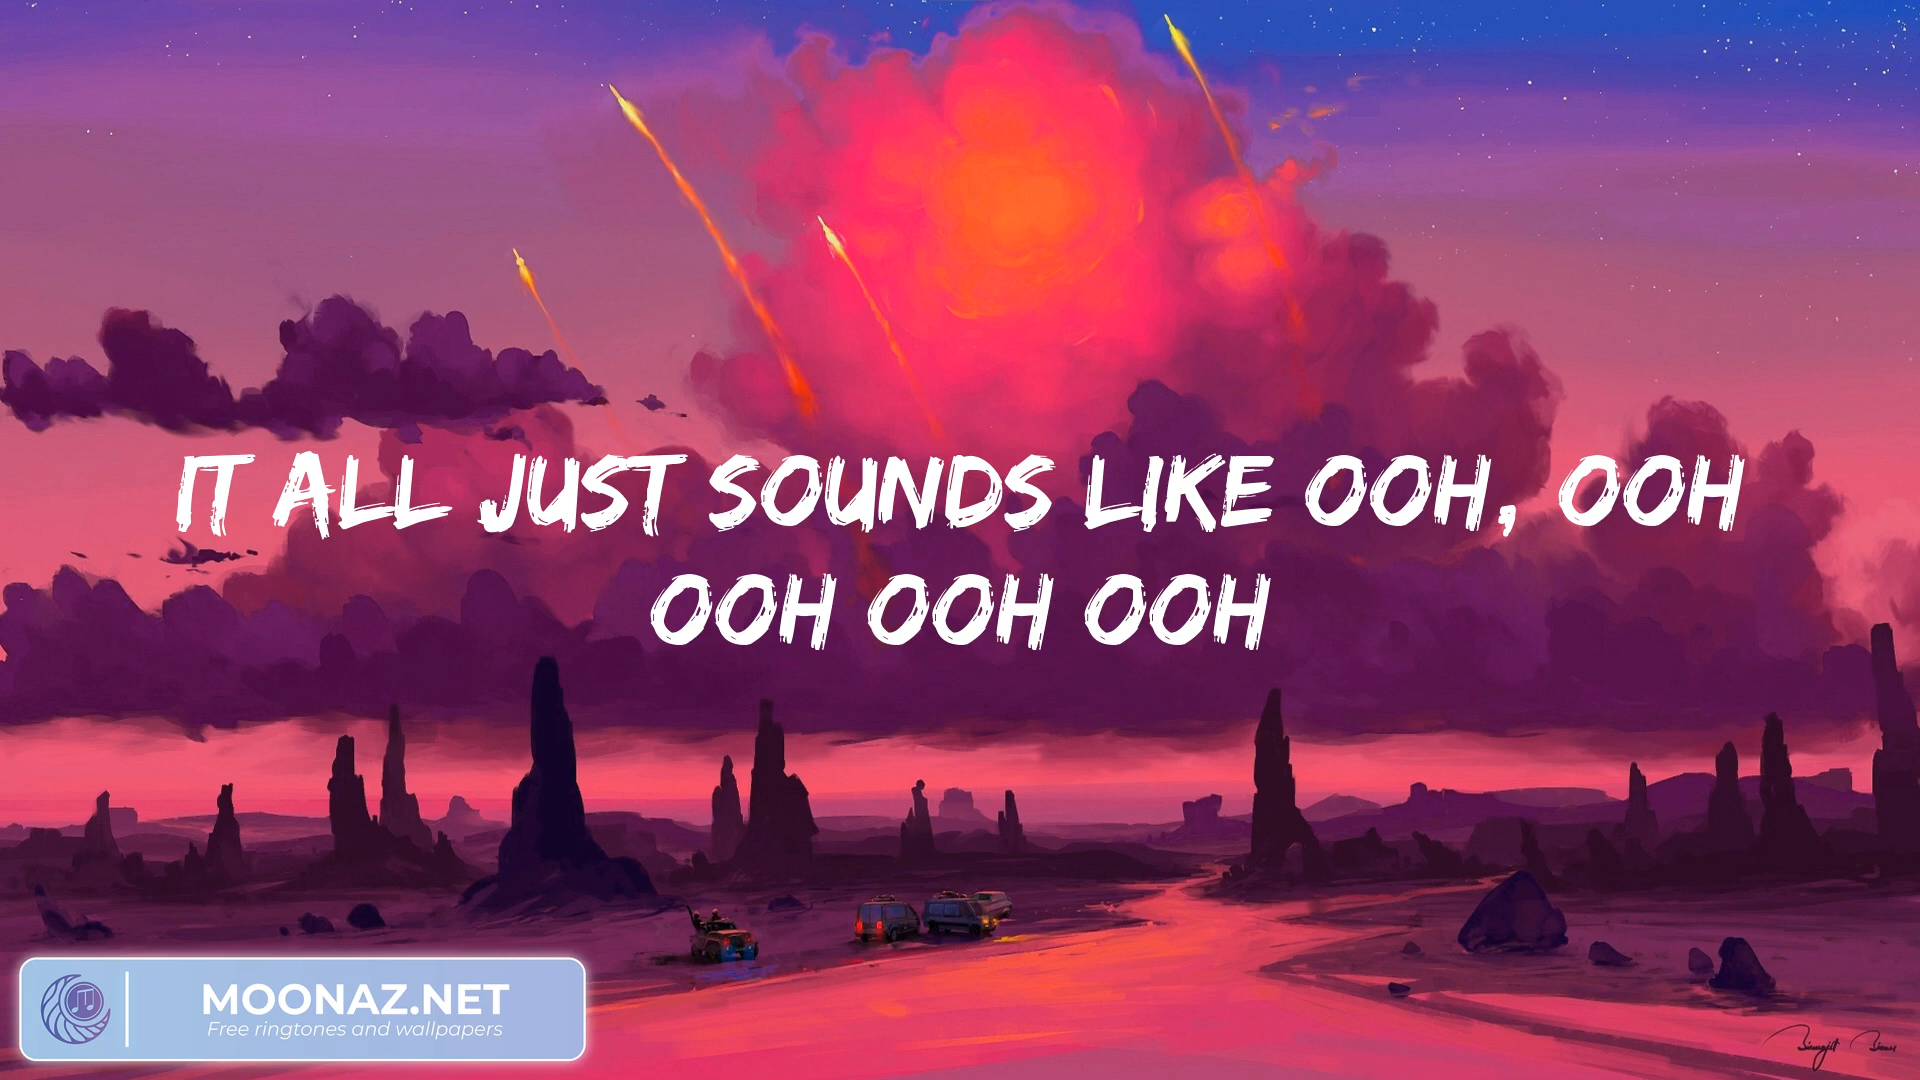 IT ALL JUST SOUNDS LIKE OOH, OOH
OOH OOH OOH
MOONAZ.NET
Free ringtones and wallpapers